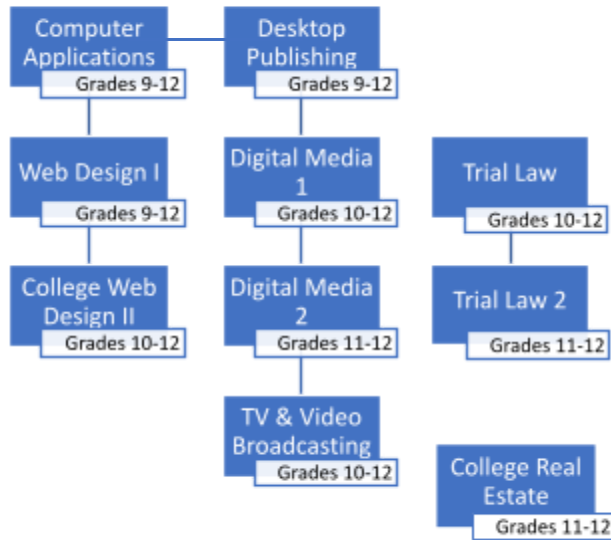 Computer
Applications
Grades 9-12
Desktop
Publishing
Grades 9-12
Web Design I
Grades 9-12
Digital Media
1
Grades 10-12
Trial Law
Grades 10-12
College Web
Design II
Grades 10-12
Digital Media
2
Grades 11-12
Trial Law 2
Grades 11-12
TV & Video
Broadcasting
Grades 10-12
College Real
Estate
Grades 11-12